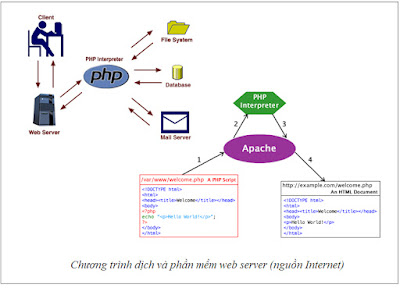 Client
File System
PHP Interpreter
php
Database
Web Server
Mail Server
PHP
Interpreter
2
3
Apache
1
4
/var/www/welcome.php A PHP Script
<!DOCTYPE html>
<html>
<head><title>Welcome</title></head>
<body>
<?php
echo "<p>Hello World!</p>";
?>
</body>
</html>
http://example.com/welcome.php
An HTML Document
<!DOCTYPE html>
<html>
<head><title>Welcome</title></head>
<body>
<p>Hello World!</p>
</body>
</html>
Chương trình dịch và phần mềm web server (nguồn Internet)